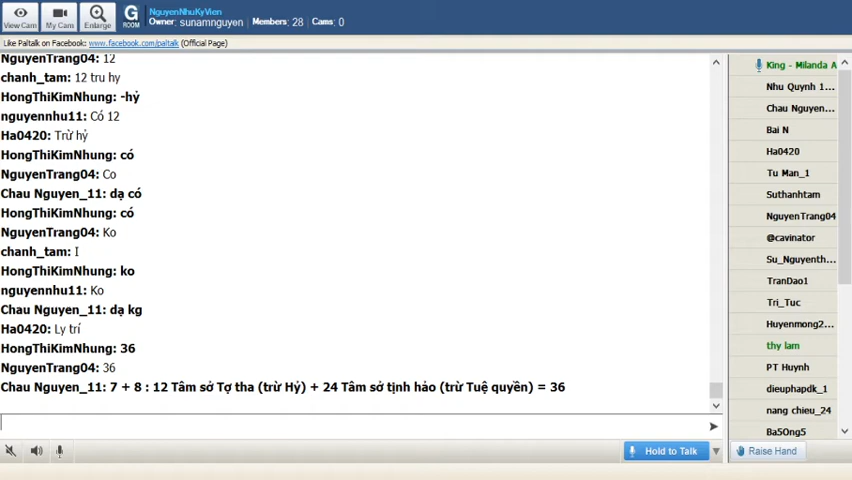 NguyenNhuKyVien
Owner: sunamnguyen Members: 28 Cams: 0
View Cam
My Cam
Enlarge
G
ROOM
Like Paltalk on Facebook: www.facebook.com/paltalk (Official Page)
NguyenTrang04: 12
chanh_tam: 12 tru hy
HongThiKimNhung: -hỷ
nguyennhu11: Có 12
Ha0420: Trừ hỷ
HongThiKimNhung: có
NguyenTrang04: Co
Chau Nguyen_11: dạ có
HongThiKimNhung: có
NguyenTrang04: Ko
chanh_tam: I
HongThiKimNhung: ko
nguyennhu11: Ko
Chau Nguyen_11: dạ kg
Ha0420: Ly trí
HongThiKimNhung: 36
NguyenTrang04: 36
Chau Nguyen_11: 7 + 8 : 12 Tâm sở Tợ tha (trừ Hỷ) + 24 Tâm sở tịnh hảo (trừ Tuệ quyền) = 36
Hold to Talk
King - Milanda A
Nhu Quynh 1...
Chau Nguyen...
Bai N
Ha0420
Tu Man_1
Suthanhtam
NguyenTrang04
@cavinator
Su_Nguyenth...
TranDao1
Tri_Tuc
Huyenmong2...
thy lam
PT Huynh
dieuphapdk_1
nang chieu_24
Ba5Ong5
Raise Hand